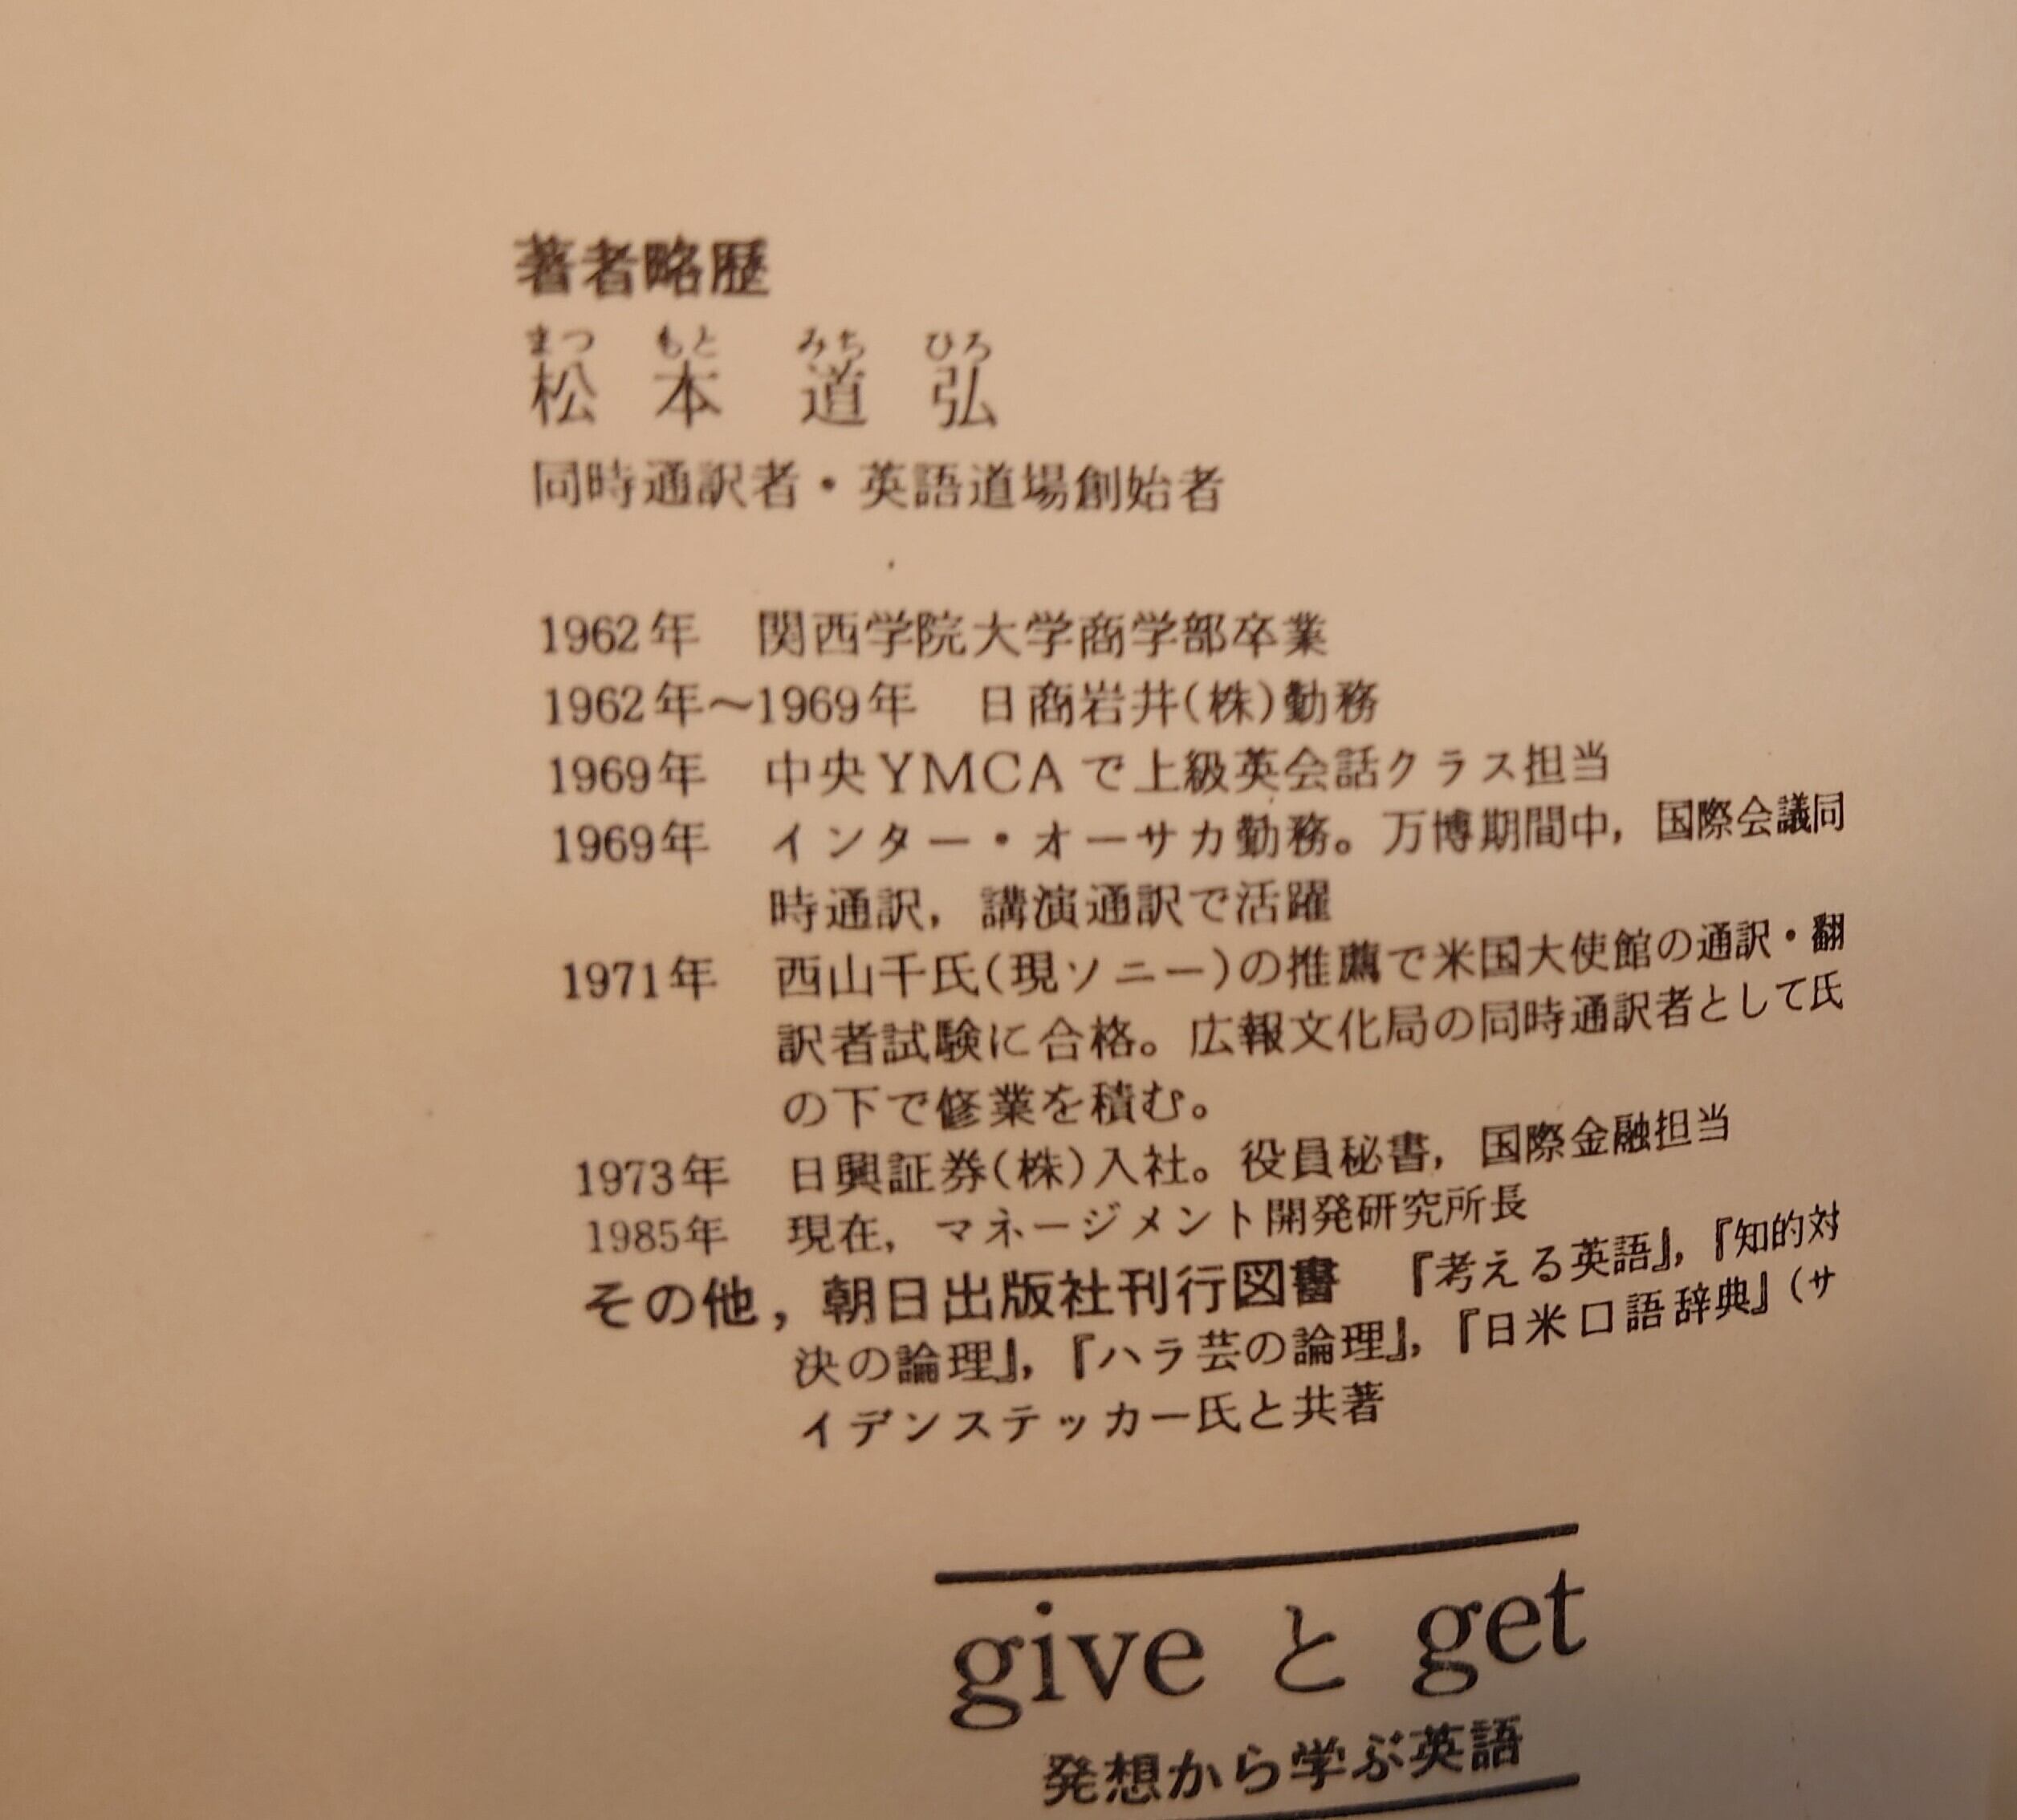 著者略歴
まつ もと みち ひろ
松 本 道 弘
同時通訳者・英語道場創始者
1962年 関西学院大学商学部卒業
1962年〜1969年 日商岩井(株)勤務
1969年 中央YMCAで上級英会話クラス担当
1969年 インター・オーサカ勤務。万博期間中，国際会議同
時通訳，講演通訳で活躍
1971年 西山千氏(現ソニー)の推薦で米国大使館の通訳・翻
訳者試験に合格。広報文化局の同時通訳者として氏
の下で修業を積む。
1973年 日興証券(株)入社。役員秘書，国際金融担当
1985年 現在，マネージメント開発研究所長
その他，朝日出版社刊行図書 『考える英語』，『知的対
決の論理』，『ハラ芸の論理』，『日米口語辞典』(サ
イデンステッカー氏と共著
give と get
発想から学ぶ英語